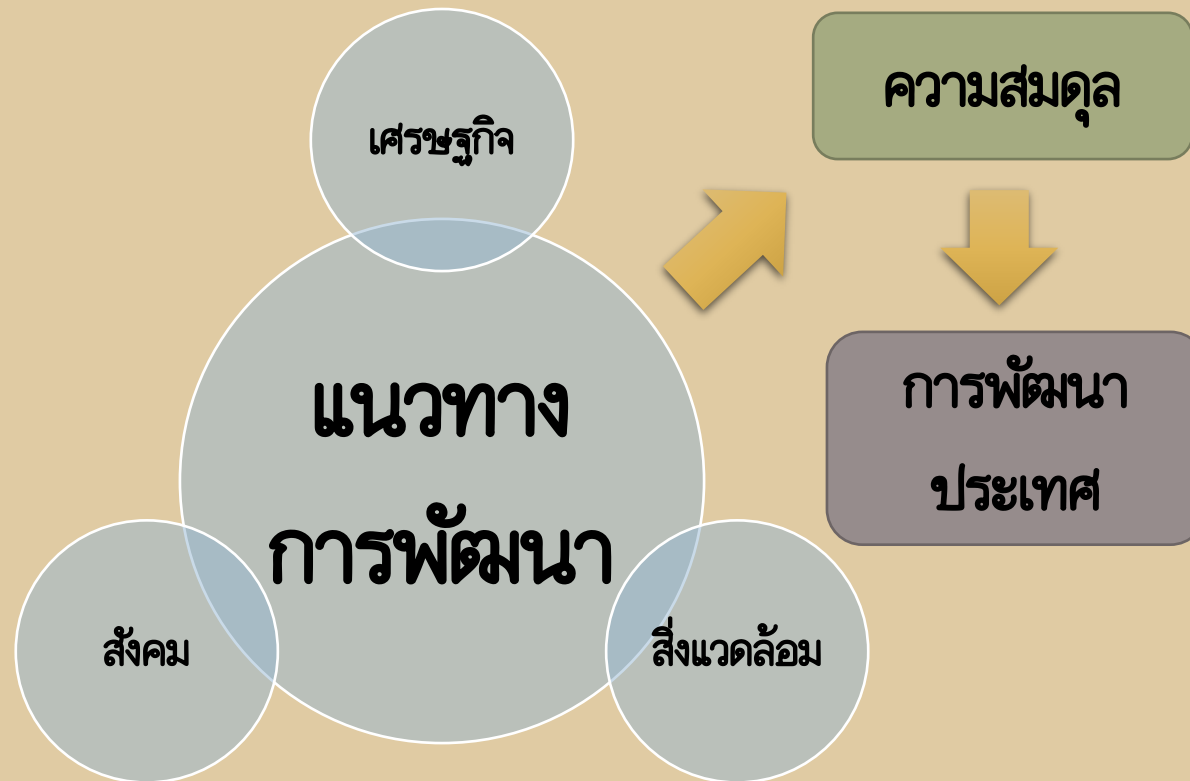 เศรษฐกิจ
แนวทาง
การพัฒนา
สังคม
สิ่งแวดล้อม
ความสมดุล
การพัฒนา
ประเทศ